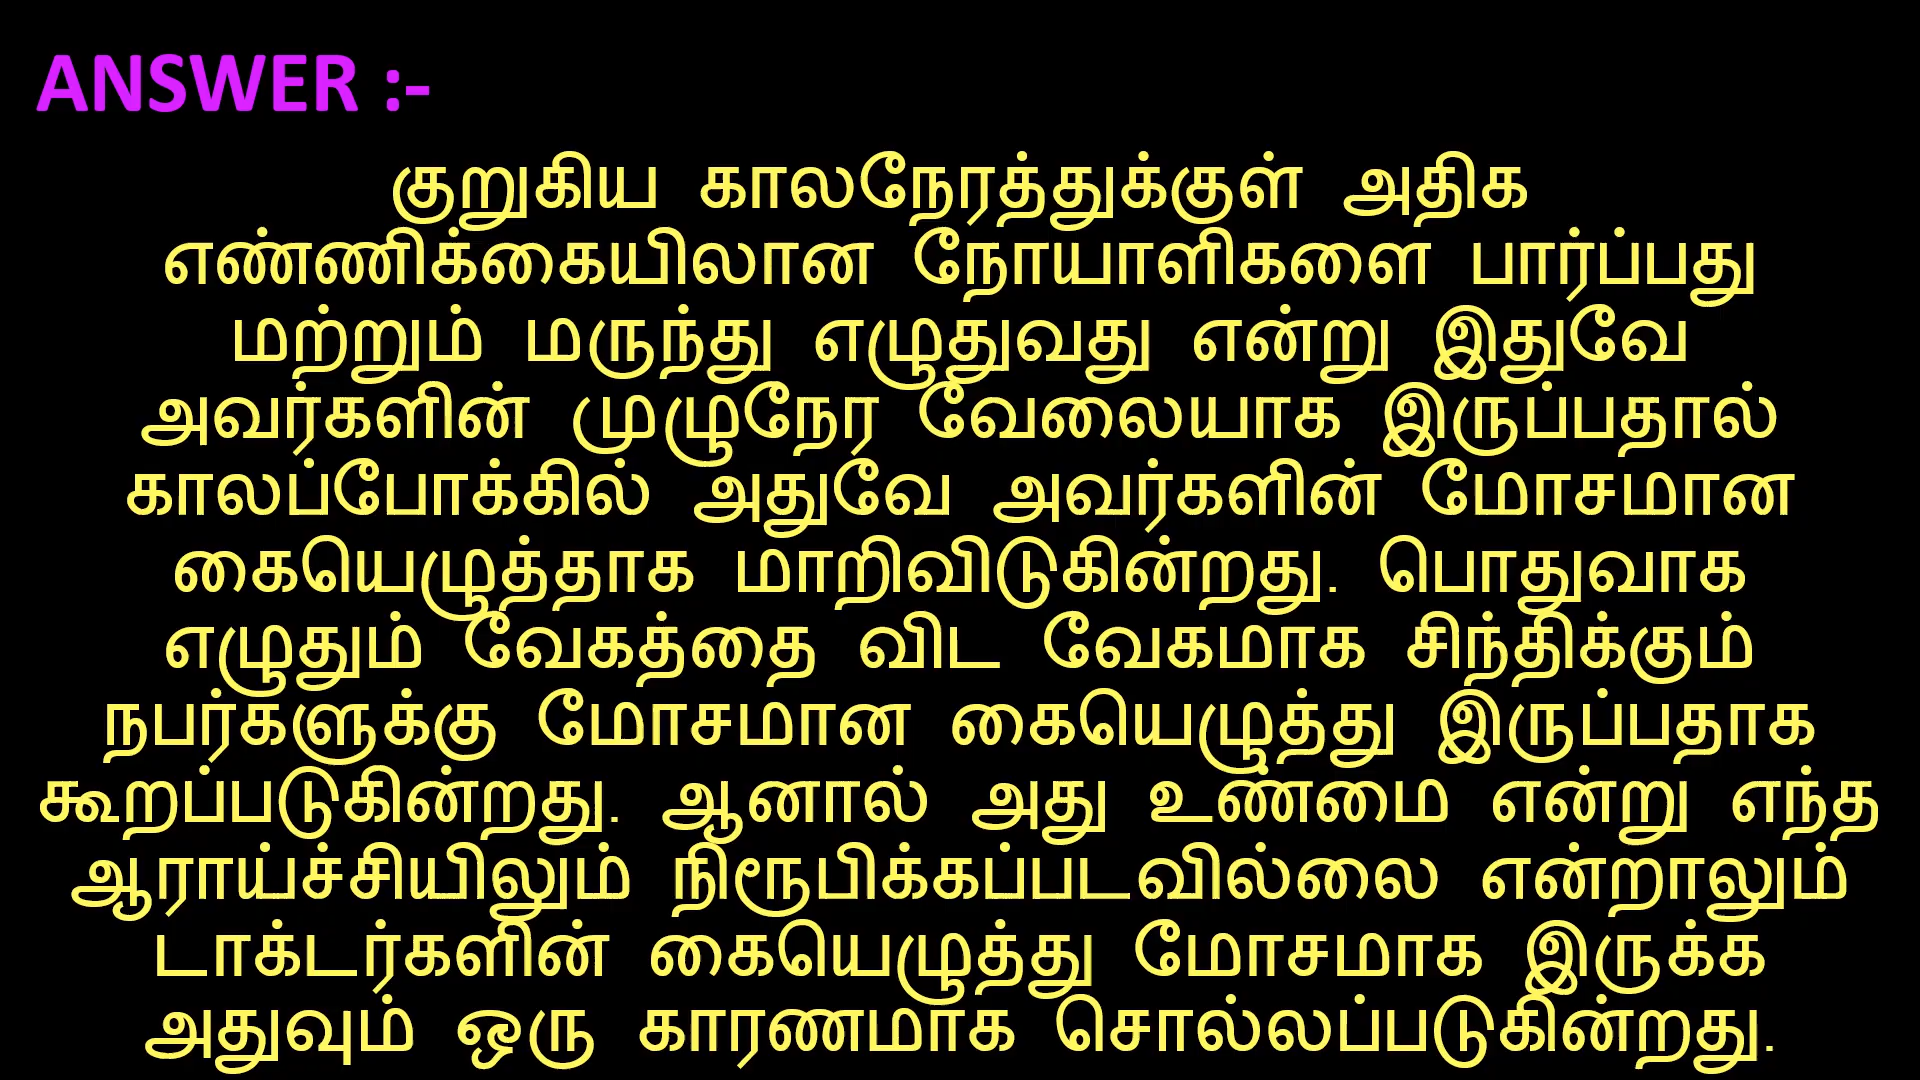 ANSWER :-
குறுகிய காலநேரத்துக்குள் அதிக
எண்ணிக்கையிலான நோயாளிகளை பார்ப்பது
மற்றும் மருந்து எழுதுவது என்று இதுவே
அவர்களின் முழுநேர வேலையாக இருப்பதால்
காலப்போக்கில் அதுவே அவர்களின் மோசமான
கையெழுத்தாக மாறிவிடுகின்றது. பொதுவாக
எழுதும் வேகத்தை விட வேகமாக சிந்திக்கும்
நபர்களுக்கு மோசமான கையெழுத்து இருப்பதாக
கூறப்படுகின்றது. ஆனால் அது உண்மை என்று எந்த
ஆராய்ச்சியிலும் நிரூபிக்கப்படவில்லை என்றாலும்
டாக்டர்களின் கையெழுத்து மோசமாக இருக்க
அதுவும் ஒரு காரணமாக சொல்லப்படுகின்றது.